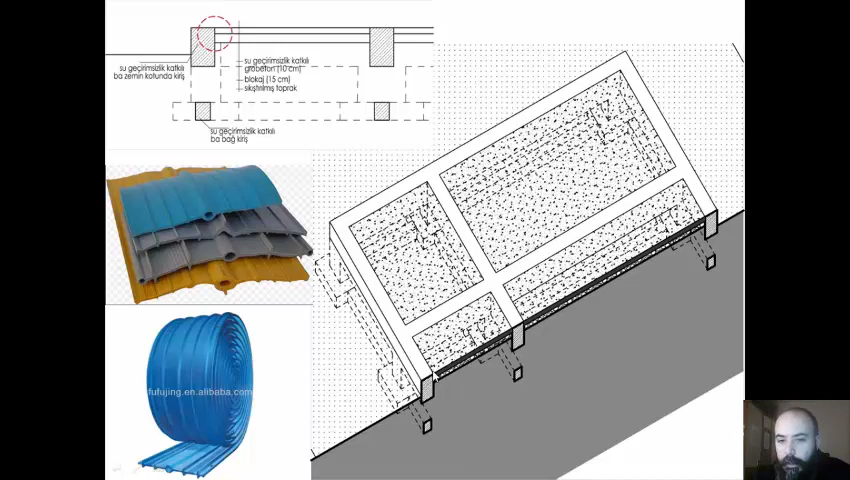 su geçirimsizlik katkılı
ba zemin kotunda kiriş
su geçirimsizlik katkılı
grobeton (10 cm)
blokaj (15 cm)
sıkıştırılmış toprak
su geçirimsizlik katkılı
ba bağ kiriş
fufujing.en.alibaba.com